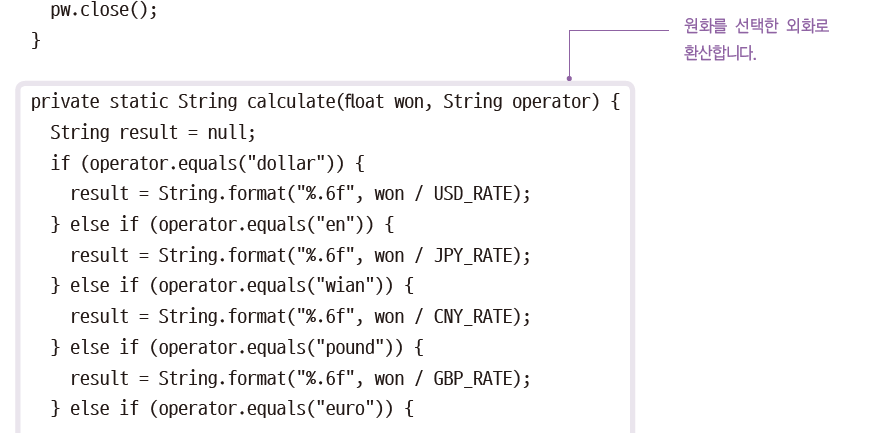 pw.close();
}
원화를 선택한 외화로
환산합니다.
private static String calculate(float won, String operator) {
String result = null;
if (operator.equals("dollar")) {
result = String.format("%.6f", won / USD_RATE);
} else if (operator.equals("en")) {
result = String.format("%.6f", won / JPY_RATE);
} else if (operator.equals("wian")) {
result = String.format("%.6f", won / CNY_RATE);
} else if (operator.equals("pound")) {
result = String.format("%.6f", won / GBP_RATE);
} else if (operator.equals("euro")) {